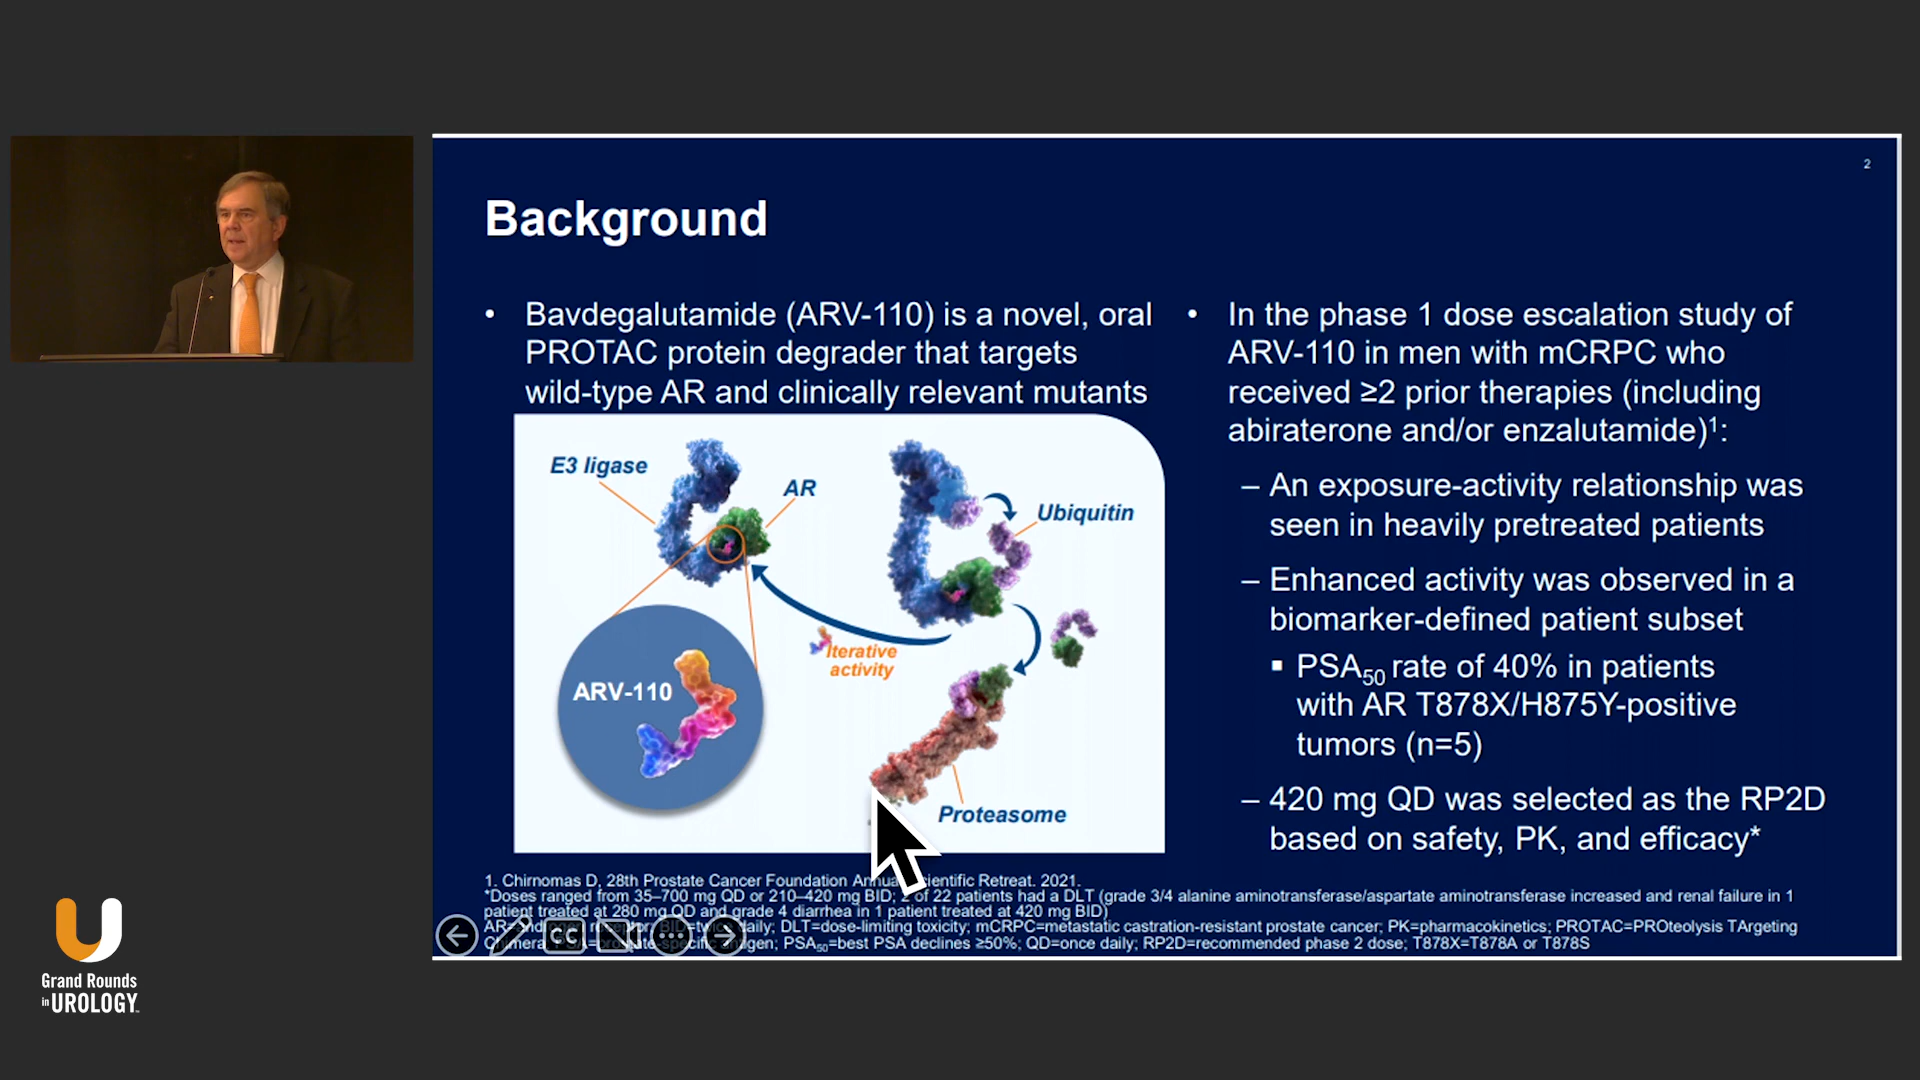 2
Background
• Bavdegalutamide (ARV-110) is a novel, oral
PROTAC protein degrader that targets
wild-type AR and clinically relevant mutants
E3 ligase
AR
Ubiquitin
Iterative
activity
ARV-110
Proteasome
• In the phase 1 dose escalation study of
ARV-110 in men with mCRPC who
received ≥2 prior therapies (including
abiraterone and/or enzalutamide)1:
– An exposure-activity relationship was
seen in heavily pretreated patients
– Enhanced activity was observed in a
biomarker-defined patient subset
▪ PSA50 rate of 40% in patients
with AR T878X/H875Y-positive
tumors (n=5)
– 420 mg QD was selected as the RP2D
based on safety, PK, and efficacy*
1. Chirnomas D, 28th Prostate Cancer Foundation Annual Scientific Retreat. 2021.
*Doses ranged from 35–700 mg QD or 210–420 mg BID; 2 of 22 patients had a DLT (grade 3/4 alanine aminotransferase/aspartate aminotransferase increased and renal failure in 1
patient treated at 280 mg QD and grade 4 diarrhea in 1 patient treated at 420 mg BID)
daily; DLT=dose-limiting toxicity; mCRPC=metastatic castration-resistant prostate cancer; PK=pharmacokinetics; PROTAC=PROteolysis TArgeting
Chimera; PSA50=best PSA declines ≥50%; QD=once daily; RP2D=recommended phase 2 dose; T878X=T878A or T878S
CC
Grand Rounds
in UROLOGY